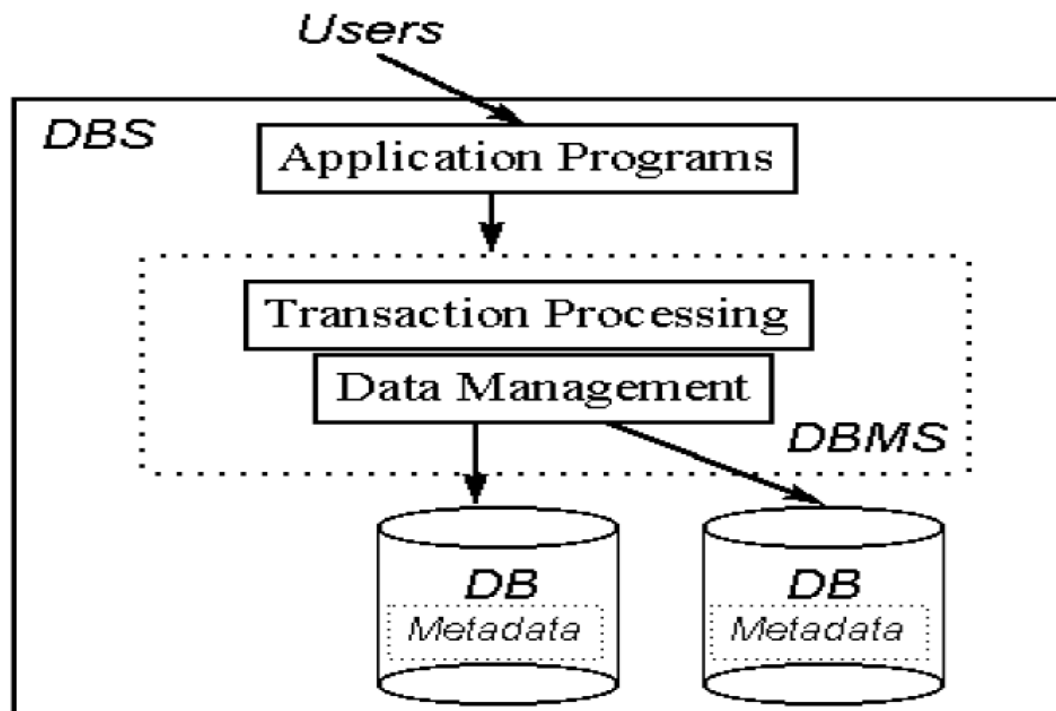 Users
DBS
Application Programs
Transaction Processing
Data Management
DBMS
DB
Metadata
DB
Metadata